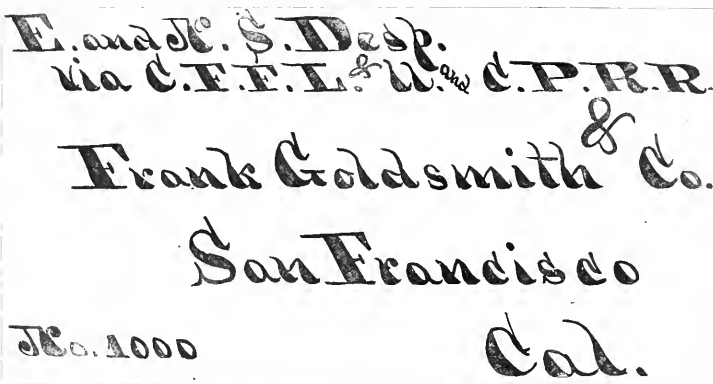 E. and N. S. Desp.
via C. F. F. L. & W. and C. P. R. R.
Frank Goldsmith & Co.
San Francisco
Cal.
No. 1000